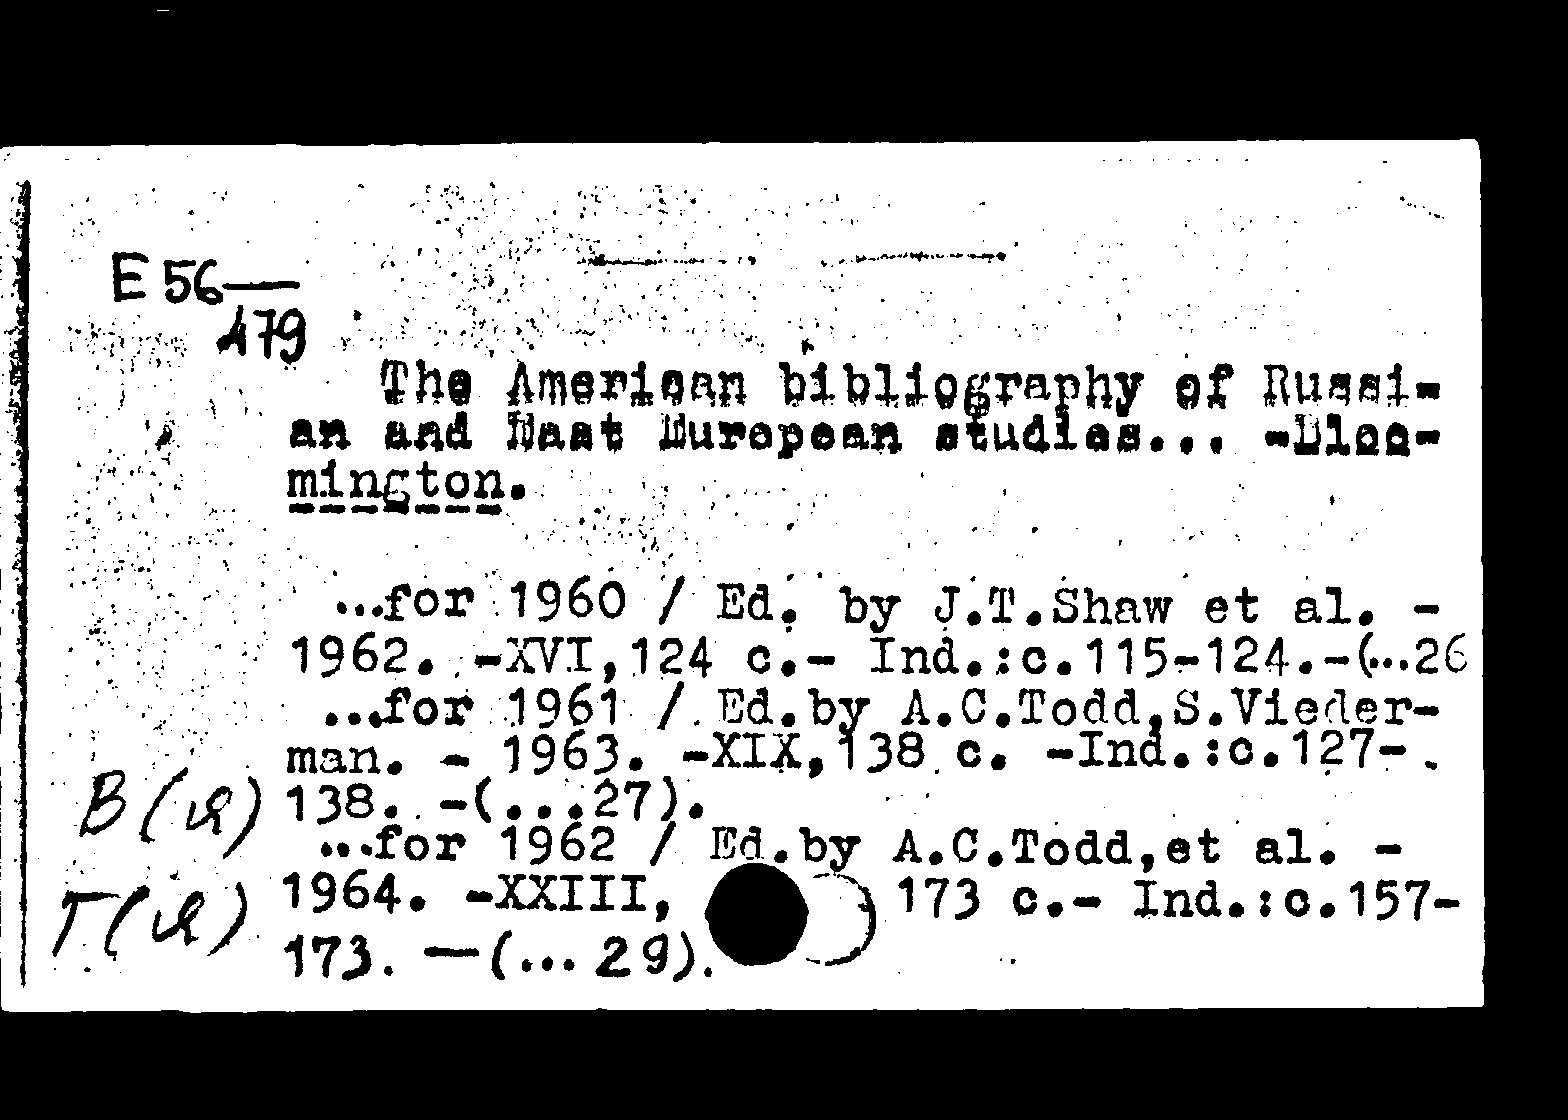 E 56—
479
The American bibliography of Russi-
an and East European studies... -Bloo-
mington.
...for 1960 / Ed. by J.T.Shaw et al. -
1962. -XVI,124 c.- Ind.:c.115-124.-(...26
...for 1961 / Ed.by A.C.Todd,S.Vieder-
man. - 1963. -XIX,138 c. -Ind.:c.127-
В(я) 138. -(...27).
...for 1962 / Ed.by A.C.Todd,et al. -
Г(я) 1964. -XXIII, 173 c.- Ind.:c.157-
173. —(...29).